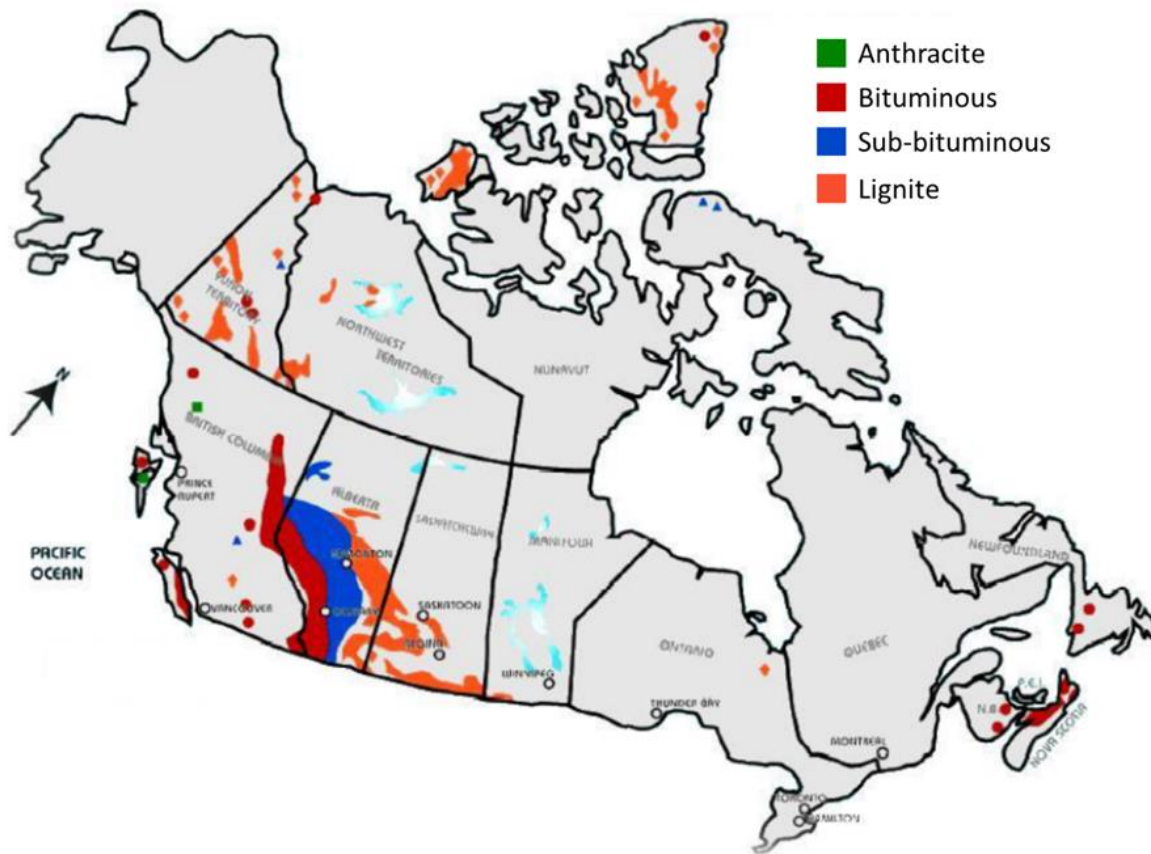 Anthracite
Bituminous
Sub-bituminous
Lignite
N
YUKON
TERRITORY
NORTHWEST
TERRITORIES
NUNAVUT
BRITISH COLUMBIA
PRINCE
RUPERT
ALBERTA
SASKATCHEWAN
MANITOBA
EDMONTON
PACIFIC
OCEAN
NEWFOUNDLAND
VANCOUVER
CALGARY
SASKATOON
REGINA
WINNIPEG
ONTARIO
QUEBEC
THUNDER BAY
P.E.I.
N.B.
NOVA SCOTIA
MONTREAL
TORONTO
HAMILTON